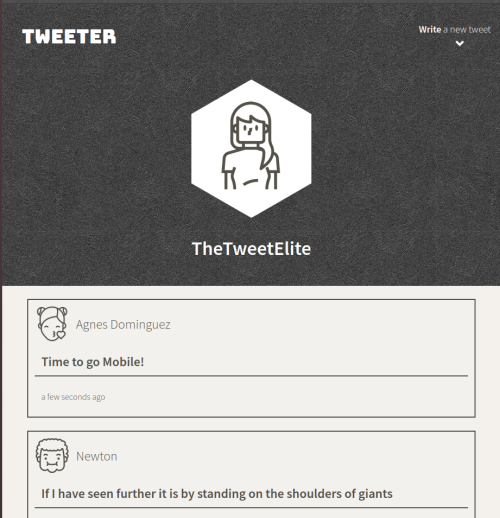 TWEETER
Write a new tweet
TheTweetElite
Agnes Dominguez
Time to go Mobile!
a few seconds ago
Newton
If I have seen further it is by standing on the shoulders of giants